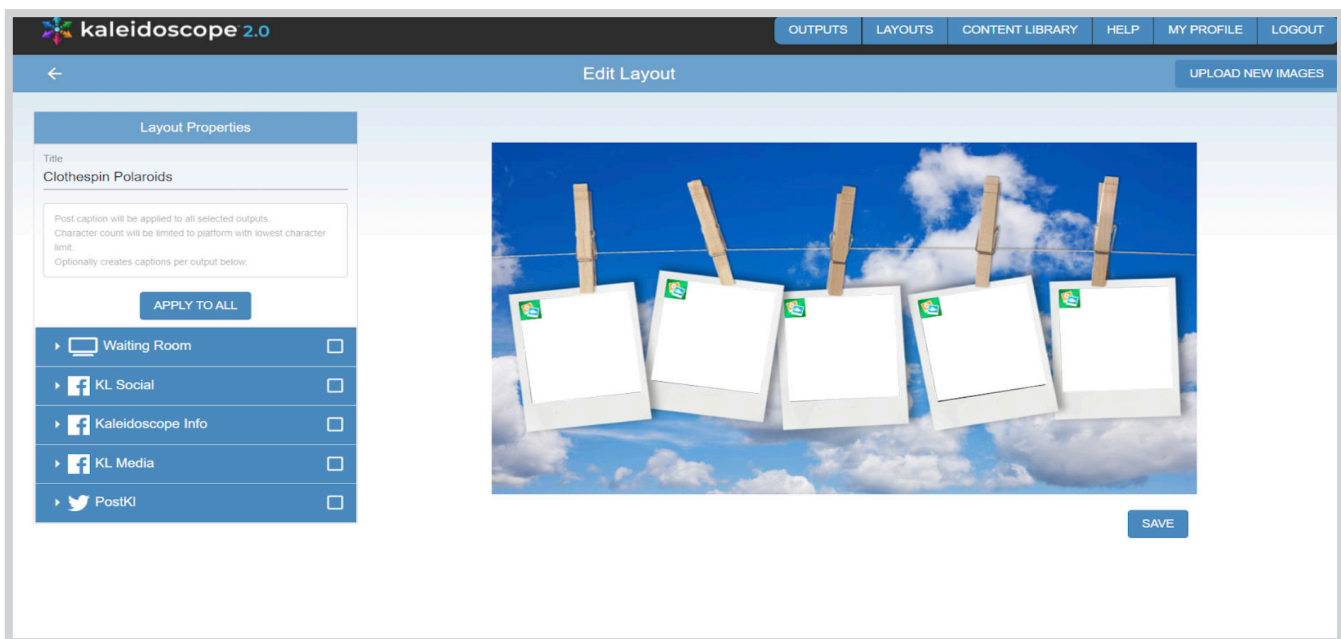 kaleidoscope 2.0
OUTPUTS LAYOUTS CONTENT LIBRARY HELP MY PROFILE LOGOUT
Edit Layout
UPLOAD NEW IMAGES
Layout Properties
Title
Clothespin Polaroids
Post caption will be applied to all selected outputs.
Character count will be limited to platform with lowest character
limit.
Optionally creates captions per output below.
APPLY TO ALL
Waiting Room
KL Social
Kaleidoscope Info
KL Media
PostKl
SAVE